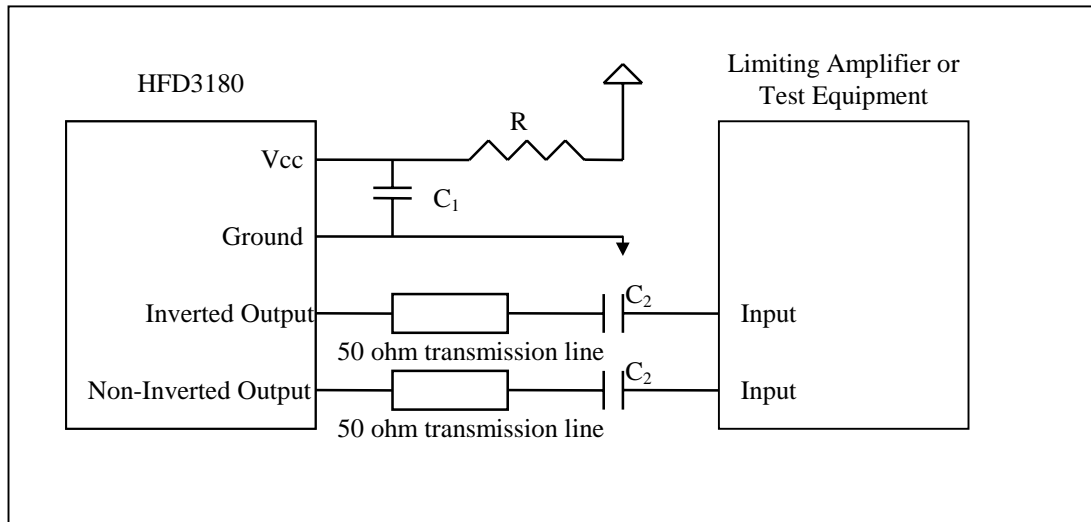 HFD3180
Limiting Amplifier or
Test Equipment
R
Vcc
C₁
Ground
C₂
Inverted Output
Input
50 ohm transmission line
C₂
Non-Inverted Output
Input
50 ohm transmission line